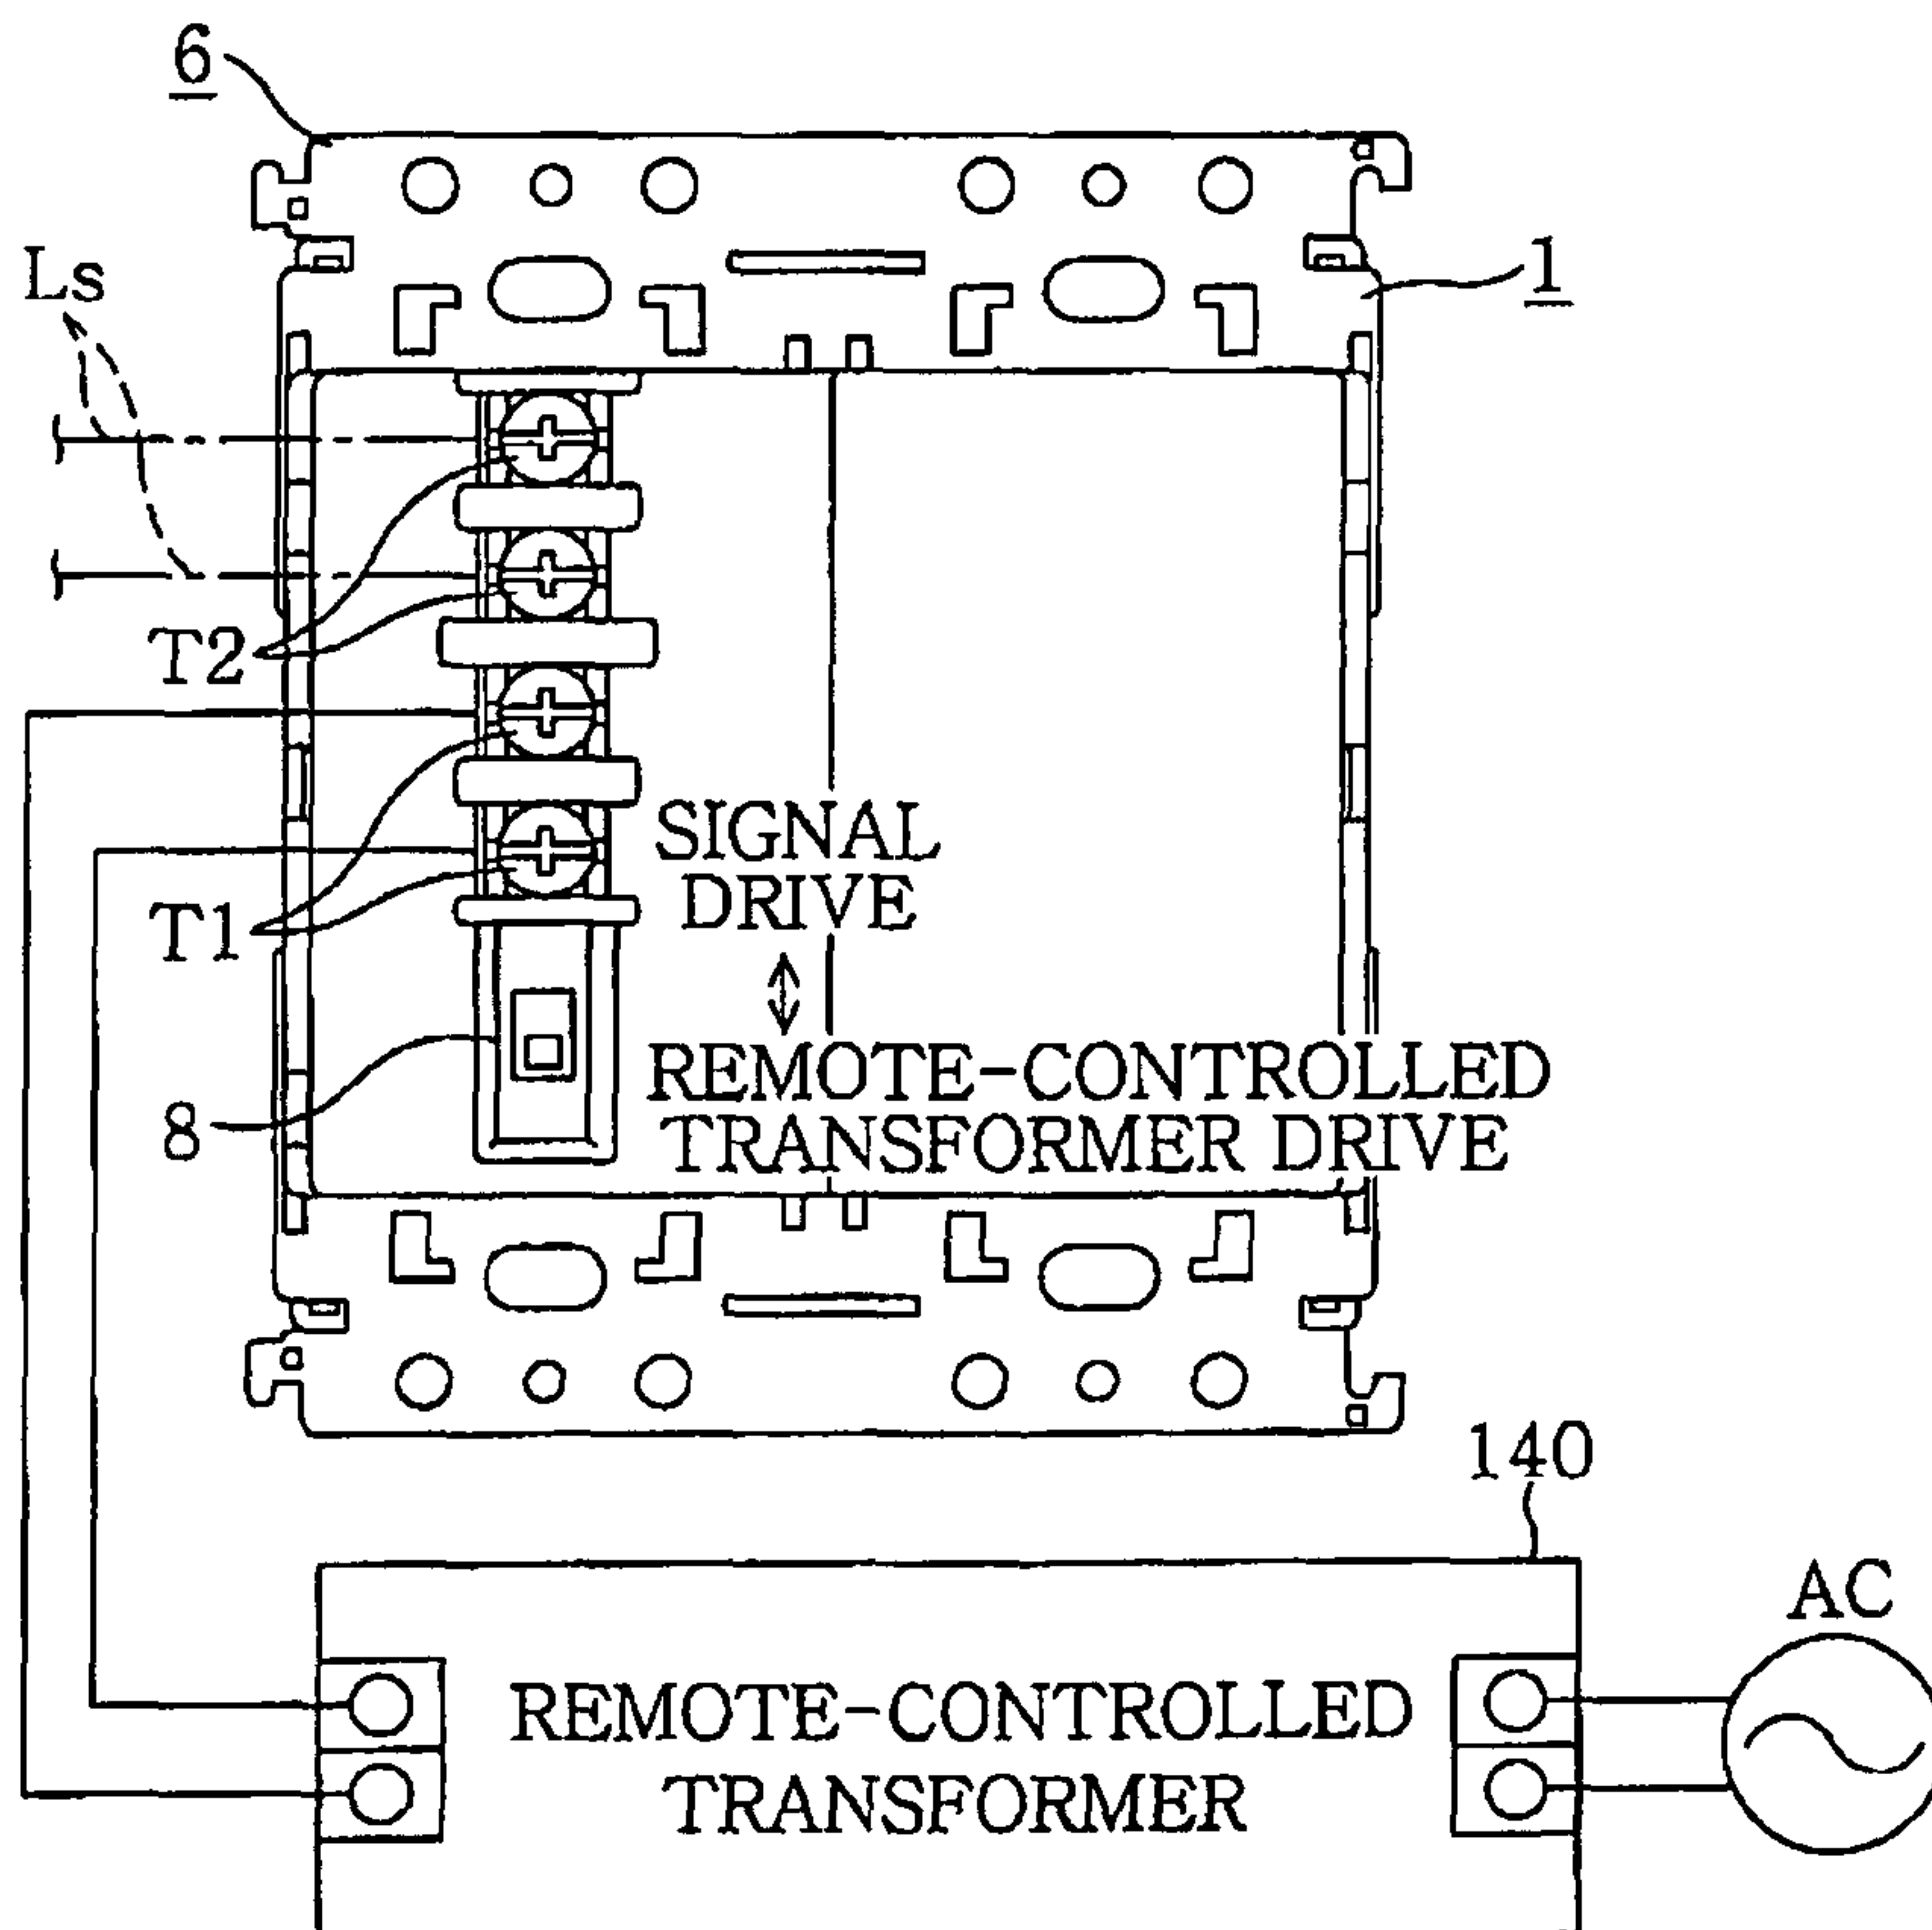 6
Ls
1
T2
SIGNAL
DRIVE
T1
REMOTE-CONTROLLED
TRANSFORMER DRIVE
8
140
AC
REMOTE-CONTROLLED
TRANSFORMER